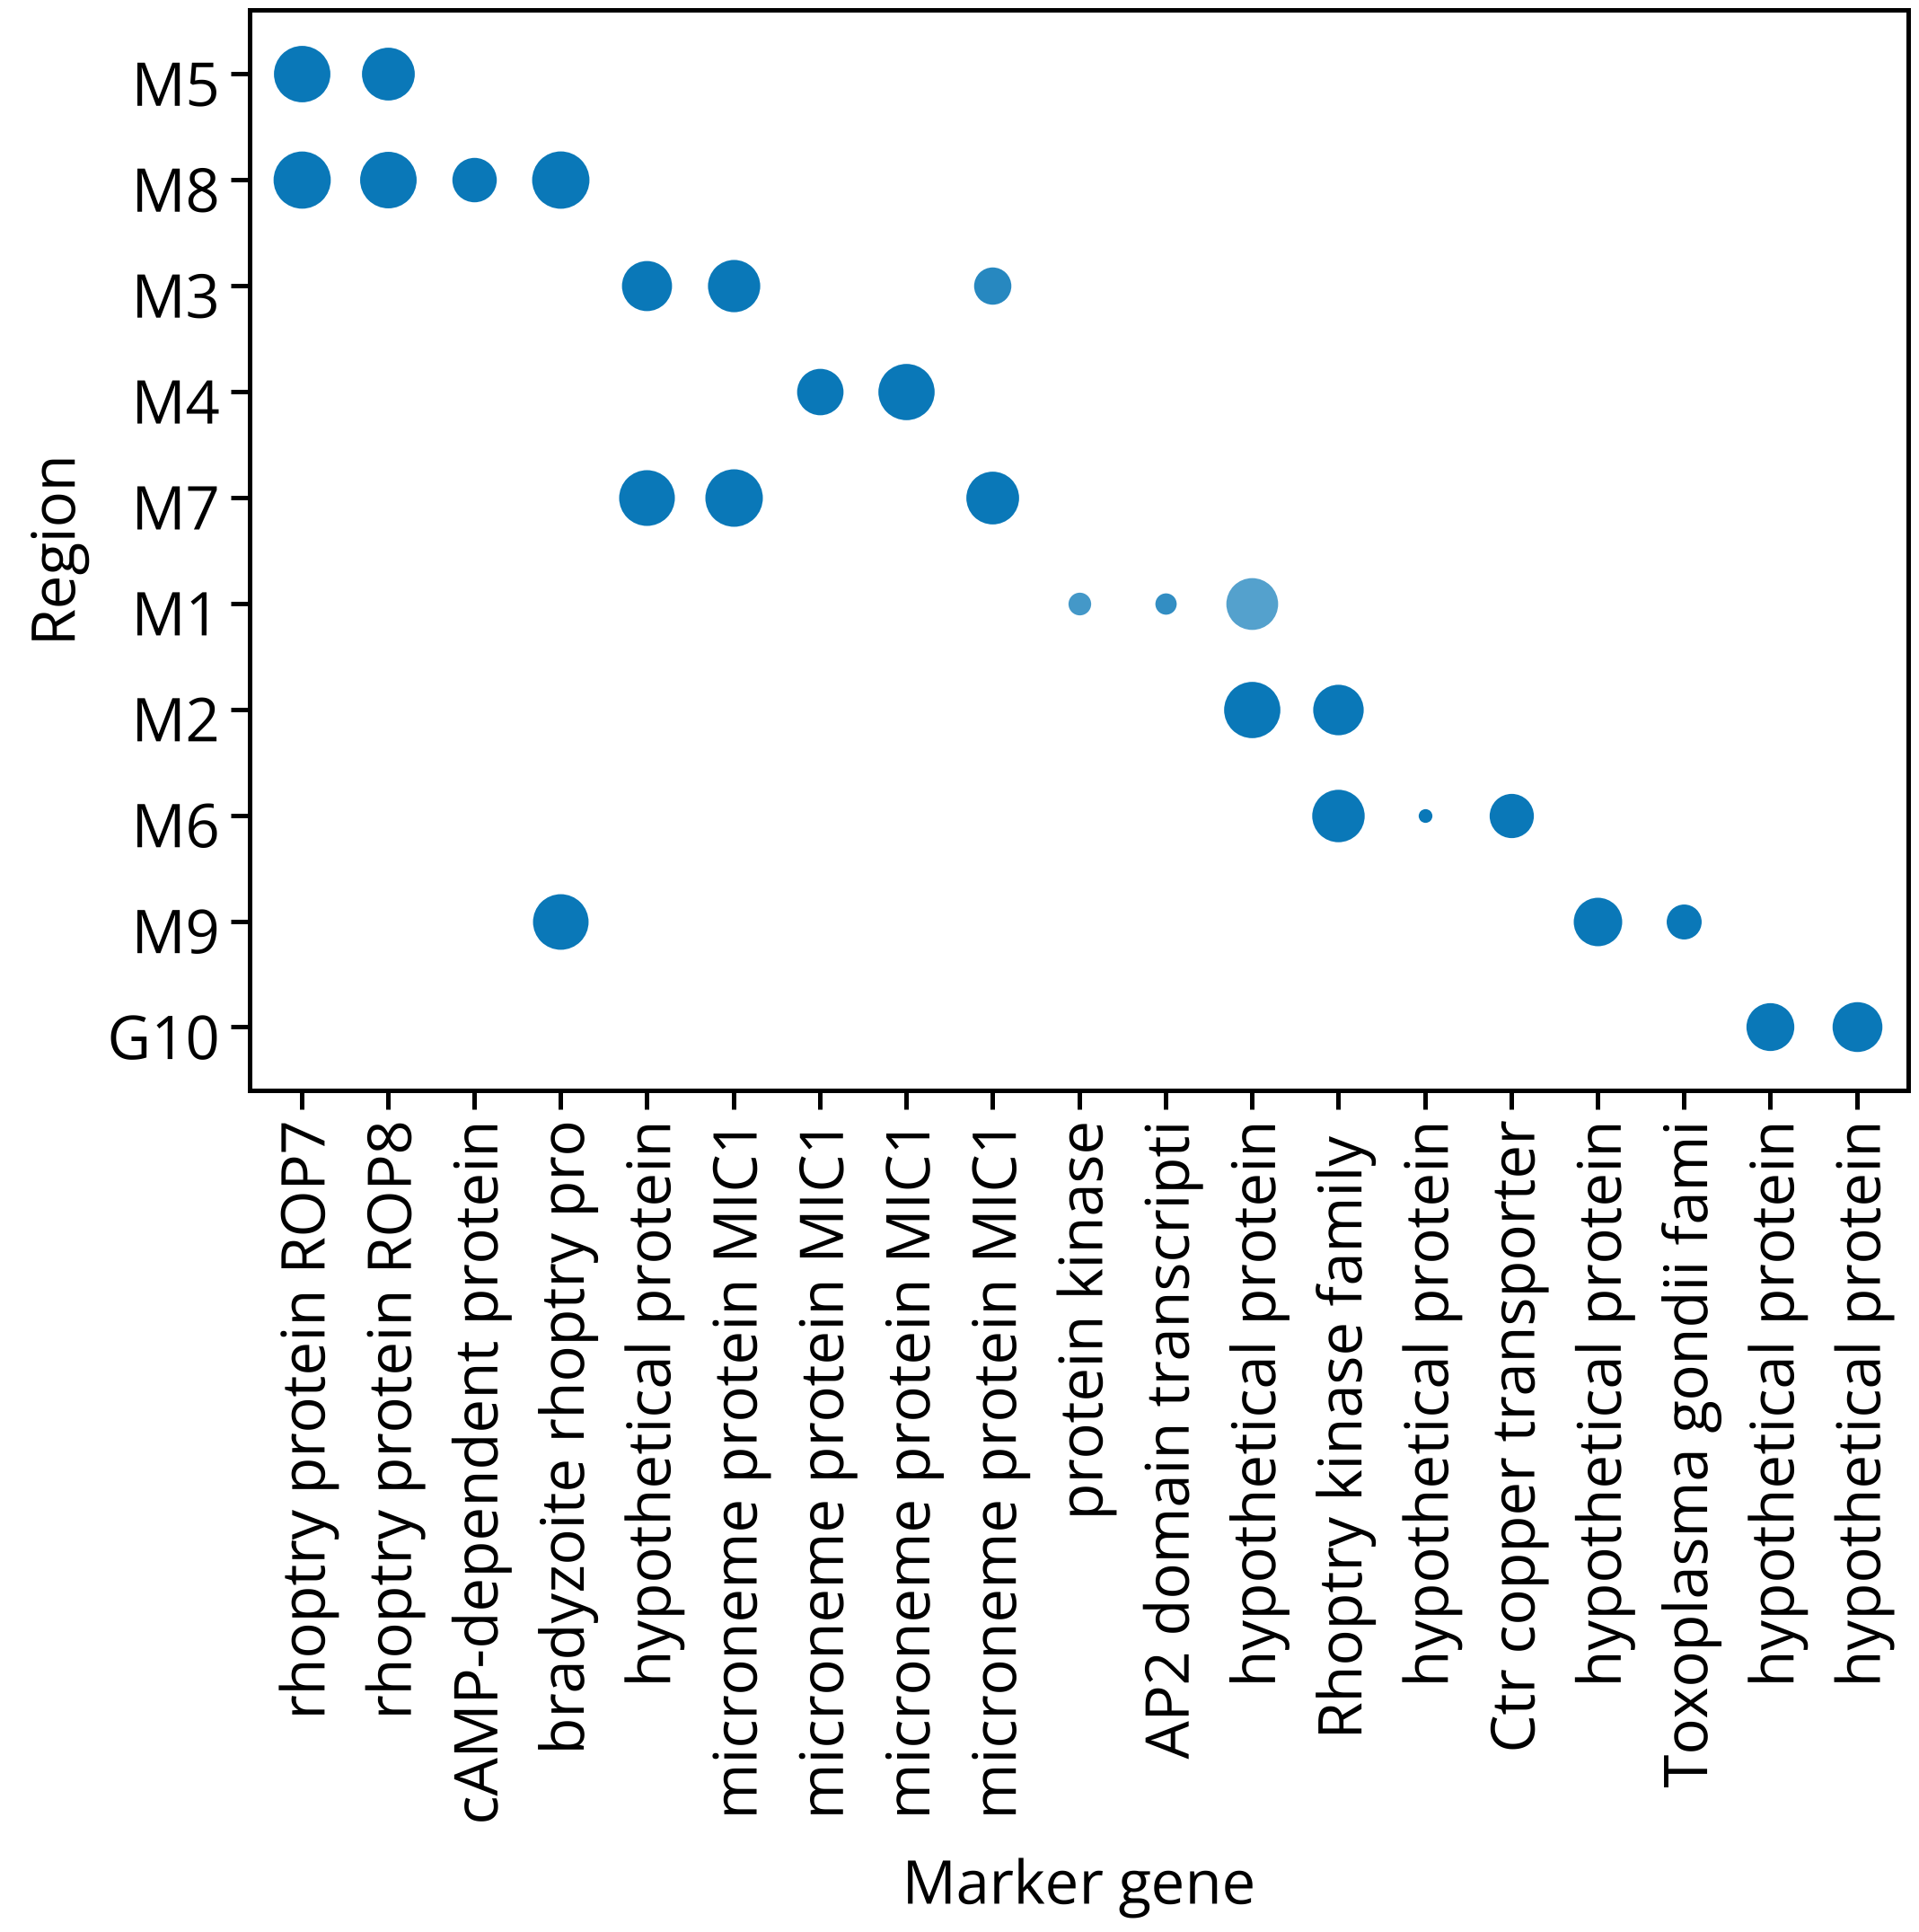 M5
M8
M3
M4
M7
M1
M2
M6
M9
G10
Region
rhoptry protein ROP7
rhoptry protein ROP8
cAMP-dependent protein
bradyzoite rhoptry pro
hypothetical protein
microneme protein MIC1
microneme protein MIC1
microneme protein MIC1
microneme protein MIC1
protein kinase
AP2 domain transcripti
hypothetical protein
Rhoptry kinase family
hypothetical protein
Ctr copper transporter
hypothetical protein
Toxoplasma gondii fami
hypothetical protein
hypothetical protein
Marker gene